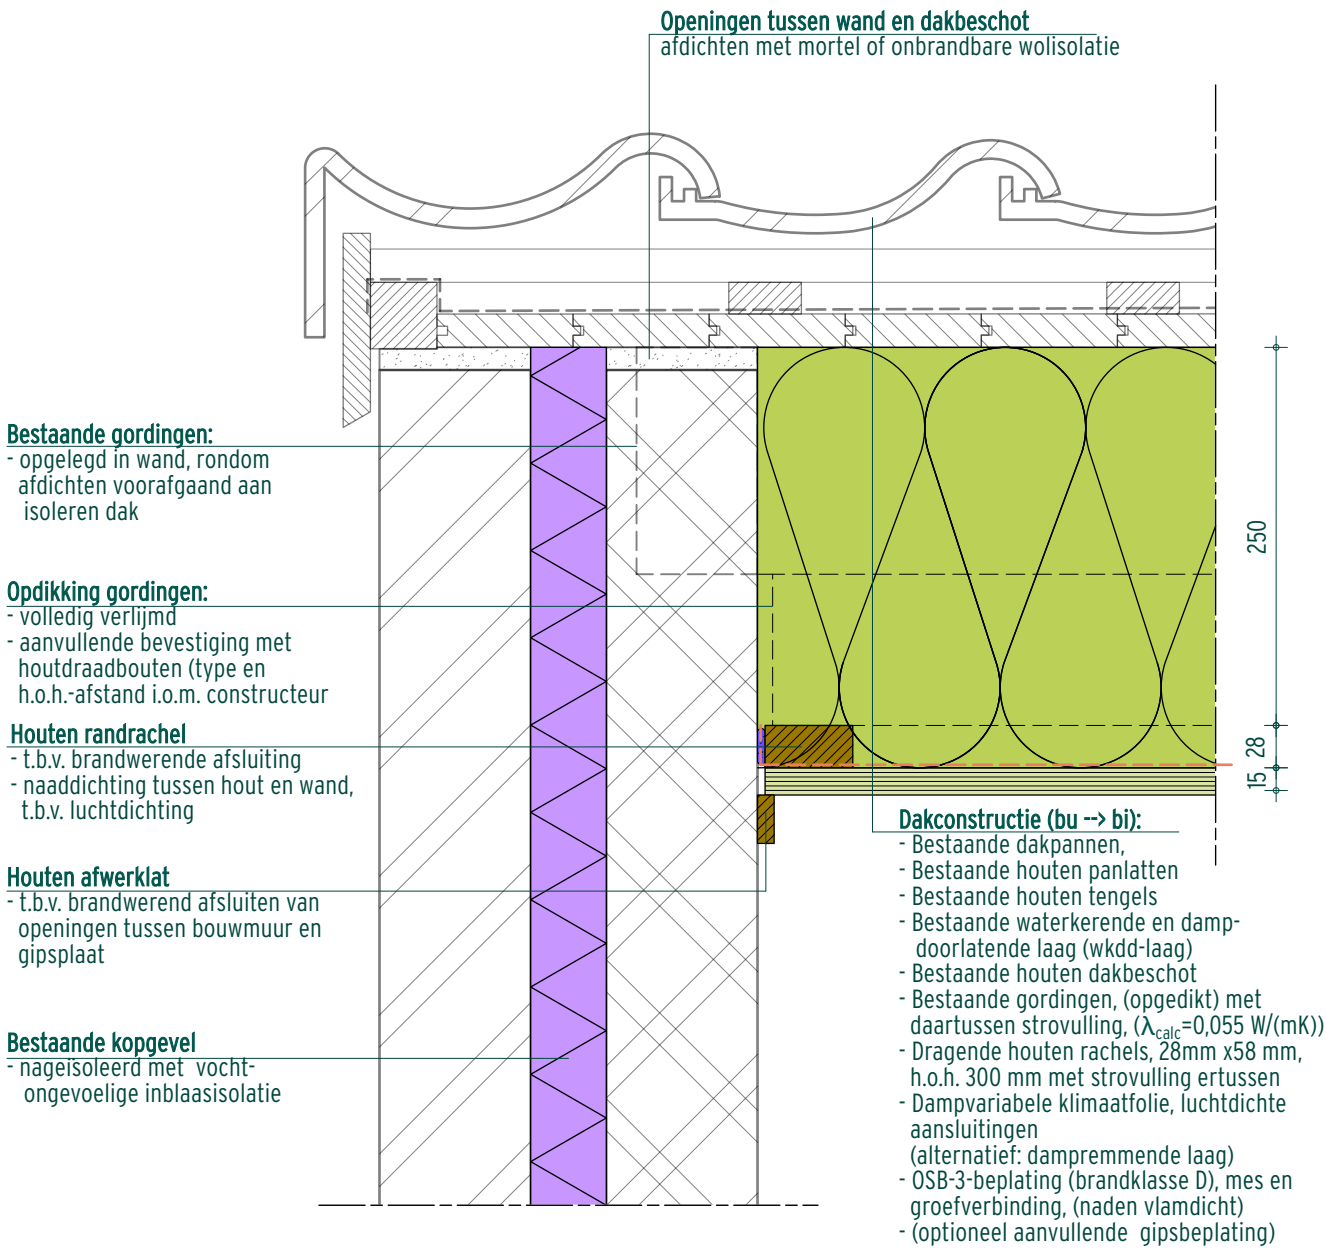 Openingen tussen wand en dakbeschot
afdichten met mortel of onbrandbare wolisolatie
Bestaande gordingen:
- opgelegd in wand, rondom
afdichten voorafgaand aan
isoleren dak
Opdikking gordingen:
- volledig verlijmd
- aanvullende bevestiging met
houtdraadbouten (type en
h.o.h.-afstand i.o.m. constructeur
Houten randrachel
- t.b.v. brandwerende afsluiting
- naaddichting tussen hout en wand,
t.b.v. luchtdichting
Houten afwerklat
- t.b.v. brandwerend afsluiten van
openingen tussen bouwmuur en
gipsplaat
Bestaande kopgevel
- nageïsoleerd met vocht-
ongevoelige inblaasisolatie
250
28
15
Dakconstructie (bu --> bi):
- Bestaande dakpannen,
- Bestaande houten panlatten
- Bestaande houten tengels
- Bestaande waterkerende en damp-
doorlatende laag (wkdd-laag)
- Bestaande houten dakbeschot
- Bestaande gordingen, (opgedikt) met
daartussen strovulling, (λcalc=0,055 W/(mK))
- Dragende houten rachels, 28mm x58 mm,
h.o.h. 300 mm met strovulling ertussen
- Dampvariabele klimaatfolie, luchtdichte
aansluitingen
(alternatief: dampremmende laag)
- OSB-3-beplating (brandklasse D), mes en
groefverbinding, (naden vlamdicht)
- (optioneel aanvullende gipsbeplating)